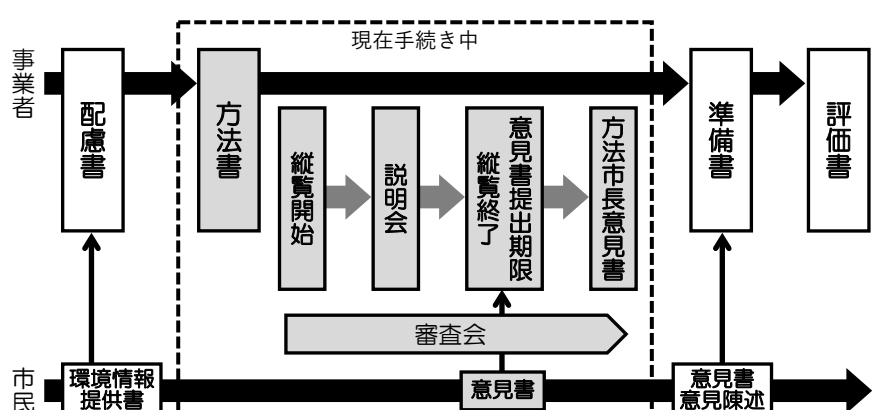 現在手続き中
事業者
配慮書
方法書
縦覧開始
説明会
意見書提出期限
縦覧終了
方法市長意見書
準備書
評価書
審査会
市民
環境情報
提供書
意見書
意見書
意見陳述